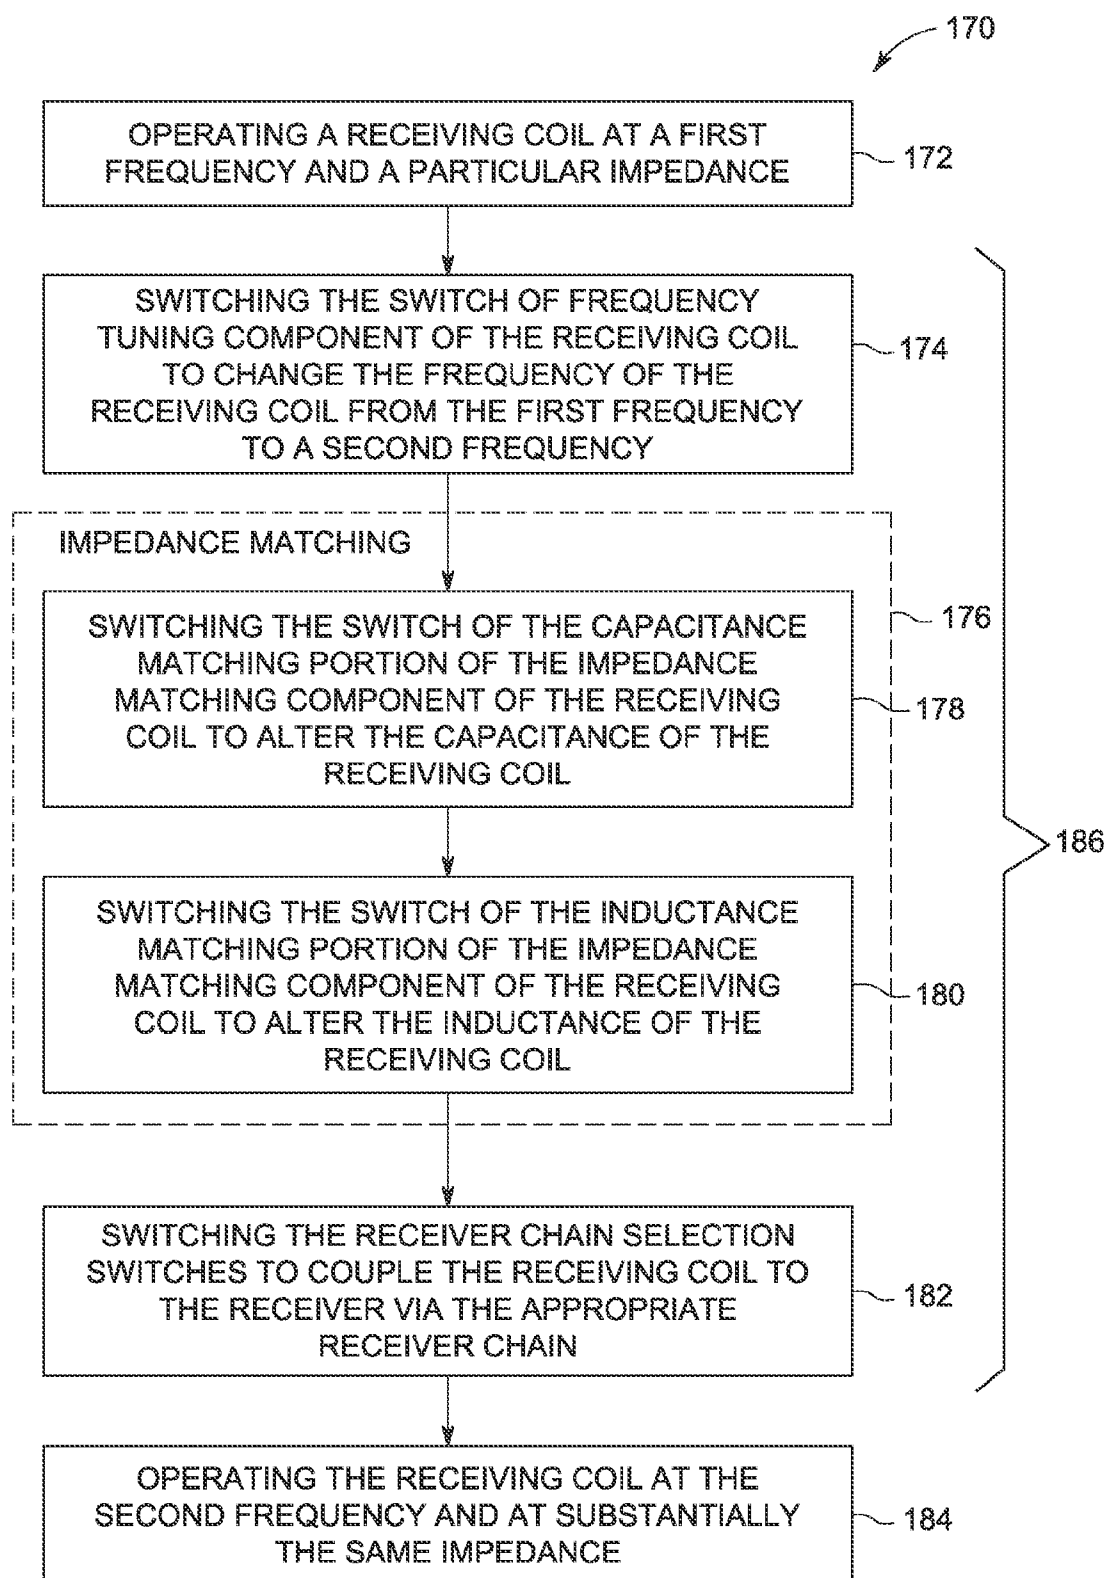 170
OPERATING A RECEIVING COIL AT A FIRST
FREQUENCY AND A PARTICULAR IMPEDANCE
172
SWITCHING THE SWITCH OF FREQUENCY
TUNING COMPONENT OF THE RECEIVING COIL
TO CHANGE THE FREQUENCY OF THE
RECEIVING COIL FROM THE FIRST FREQUENCY
TO A SECOND FREQUENCY
174
IMPEDANCE MATCHING
176
SWITCHING THE SWITCH OF THE CAPACITANCE
MATCHING PORTION OF THE IMPEDANCE
MATCHING COMPONENT OF THE RECEIVING
COIL TO ALTER THE CAPACITANCE OF THE
RECEIVING COIL
178
186
SWITCHING THE SWITCH OF THE INDUCTANCE
MATCHING PORTION OF THE IMPEDANCE
MATCHING COMPONENT OF THE RECEIVING
COIL TO ALTER THE INDUCTANCE OF THE
RECEIVING COIL
180
SWITCHING THE RECEIVER CHAIN SELECTION
SWITCHES TO COUPLE THE RECEIVING COIL TO
THE RECEIVER VIA THE APPROPRIATE
RECEIVER CHAIN
182
OPERATING THE RECEIVING COIL AT THE
SECOND FREQUENCY AND AT SUBSTANTIALLY
THE SAME IMPEDANCE
184